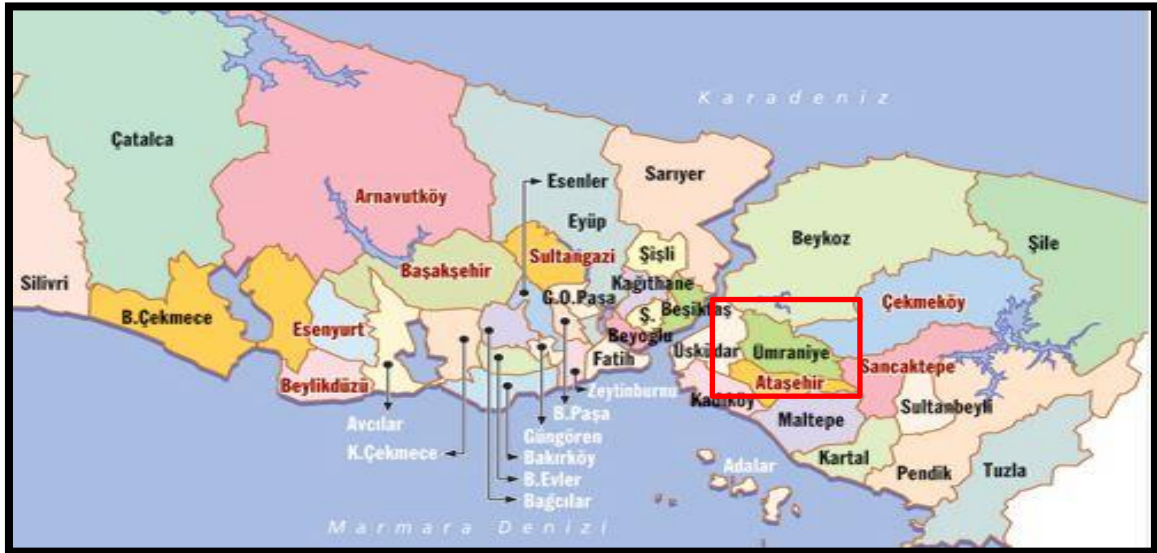 Karadeniz
Çatalca
Esenler
Sarıyer
Arnavutköy
Eyüp
Beykoz
Şile
Sultangazi
Şişli
Başakşehir
Silivri
Kağıthane
G.O.Paşa
Çekmeköy
B.Çekmece
Esenyurt
Ş.
Beşiktaş
Beyoğlu
Üsküdar
Ümraniye
Fatih
Sancaktepe
Beylikdüzü
Ataşehir
Zeytinburnu
Kadıköy
Sultanbeyli
B.Paşa
Maltepe
Avcılar
Güngören
K.Çekmece
Bakırköy
Kartal
Adalar
Pendik
Tuzla
B.Evler
Bağcılar
Marmara Denizi